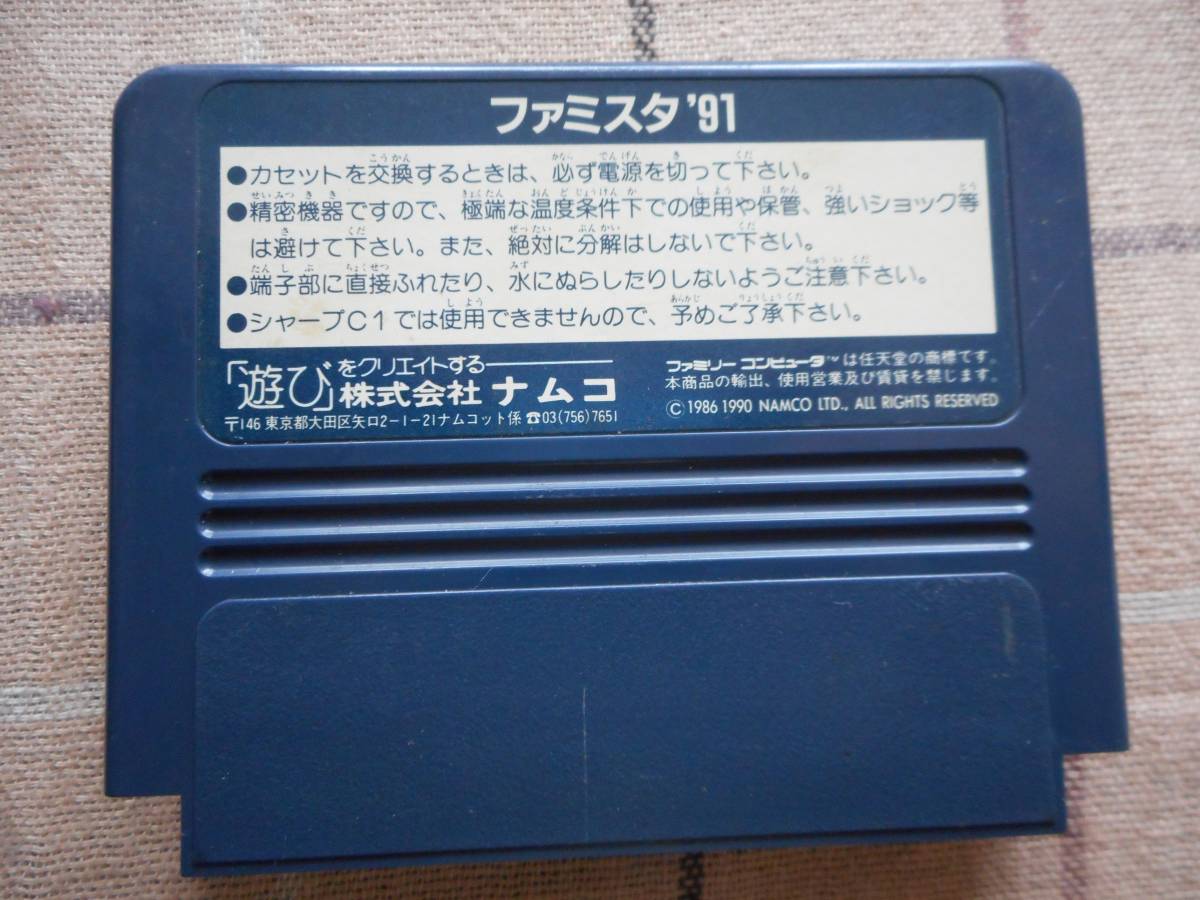 ファミスタ'91
●カセットを交換するときは、必ず電源を切って下さい。
●精密機器ですので、極端な温度条件下での使用や保管、強いショック等
は避けて下さい。また、絶対に分解はしないで下さい。
●端子部に直接ふれたり、水にぬらしたりしないようご注意下さい。
●シャープC1では使用できませんので、予めご了承下さい。
「遊び」をクリエイトする
株式会社ナムコ
〒146 東京都大田区矢口2-1-21ナムコット係 ☎03(756)7651
ファミリーコンピュータ™は任天堂の商標です。
本商品の輸出、使用営業及び賃貸を禁じます。
©1986 1990 NAMCO LTD., ALL RIGHTS RESERVED